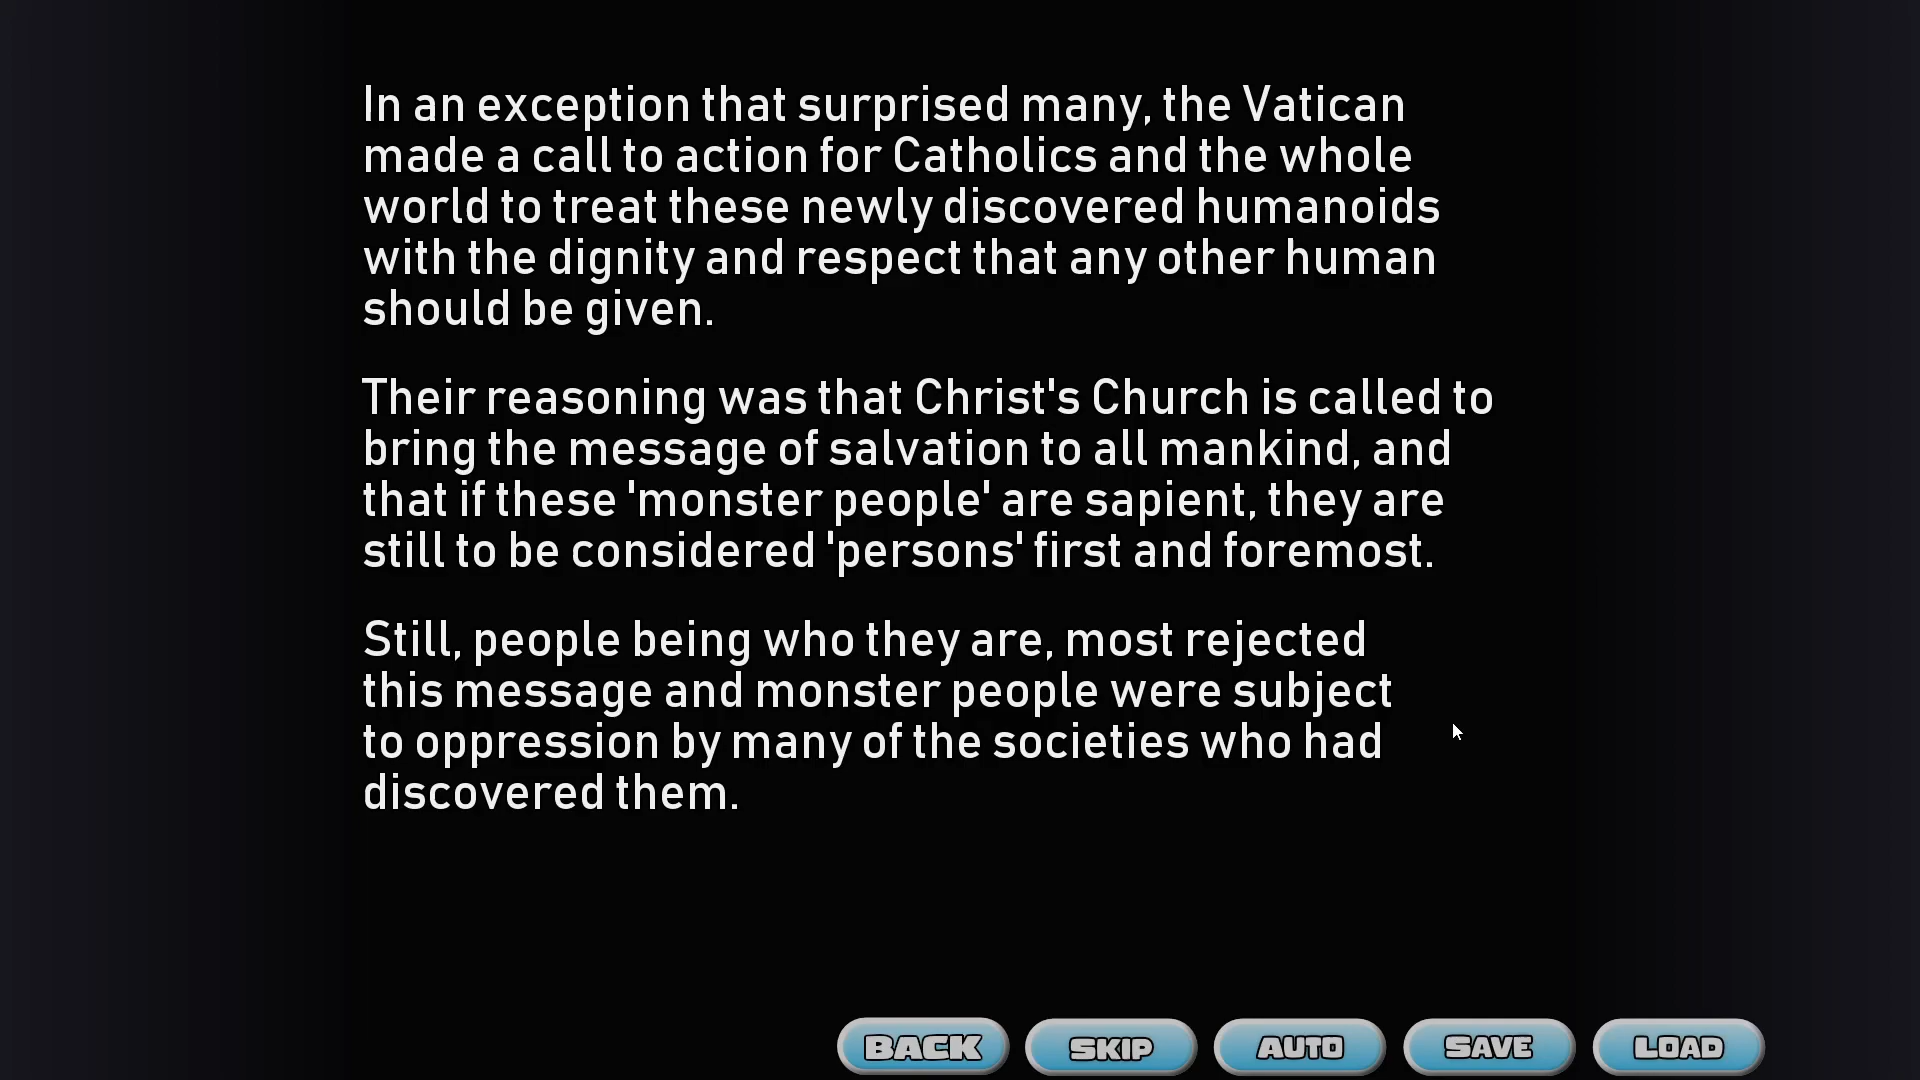 In an exception that surprised many, the Vatican
made a call to action for Catholics and the whole
world to treat these newly discovered humanoids
with the dignity and respect that any other human
should be given.
Their reasoning was that Christ's Church is called to
bring the message of salvation to all mankind, and
that if these 'monster people' are sapient, they are
still to be considered 'persons' first and foremost.
Still, people being who they are, most rejected
this message and monster people were subject
to oppression by many of the societies who had
discovered them.
BACK SKIP AUTO SAVE LOAD